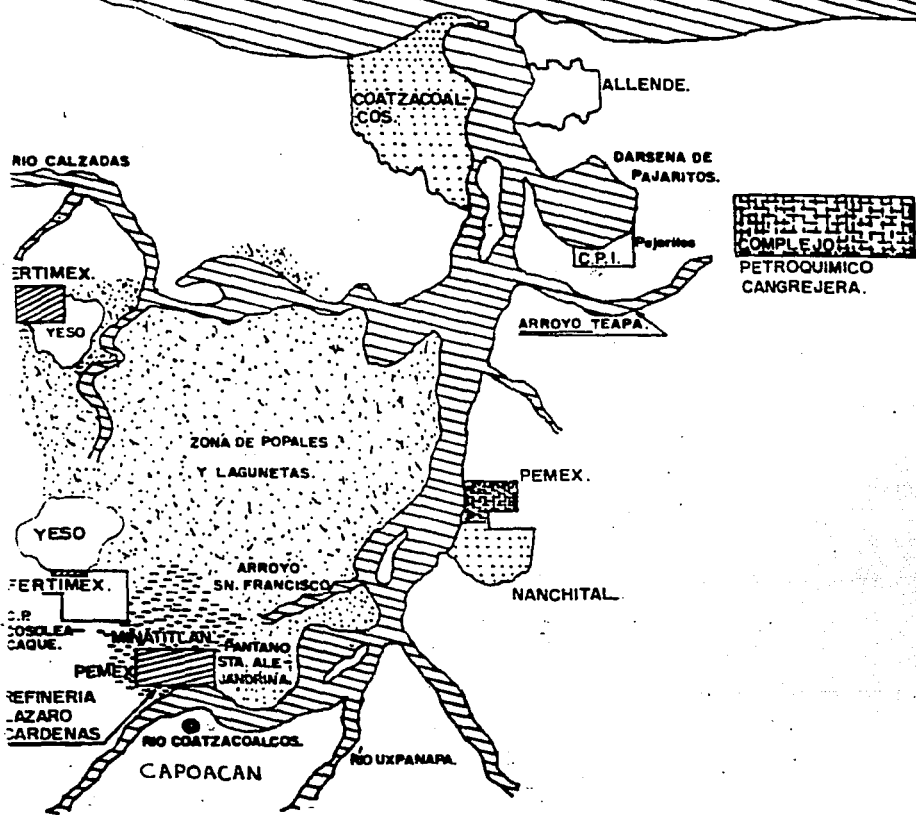 COATZACOAL-
COS.
ALLENDE.
RIO CALZADAS
DARSENA DE
PAJARITOS.
Pajaritos
C.P.I.
COMPLEJO
PETROQUIMICO
CANGREJERA.
ERTIMEX.
YESO
ARROYO TEAPA.
ZONA DE POPALES
Y LAGUNETAS.
PEMEX.
YESO
ARROYO
SN. FRANCISCO
NANCHITAL
FERTIMEX.
C.P.
COSOLEA-
CAQUE.
MINATITLAN
PANTANO
STA. ALE-
JANDRINA.
PEMEX
REFINERIA
LAZARO
CARDENAS
RIO COATZACOALCOS.
CAPOACAN
RIO UXPANAPA.